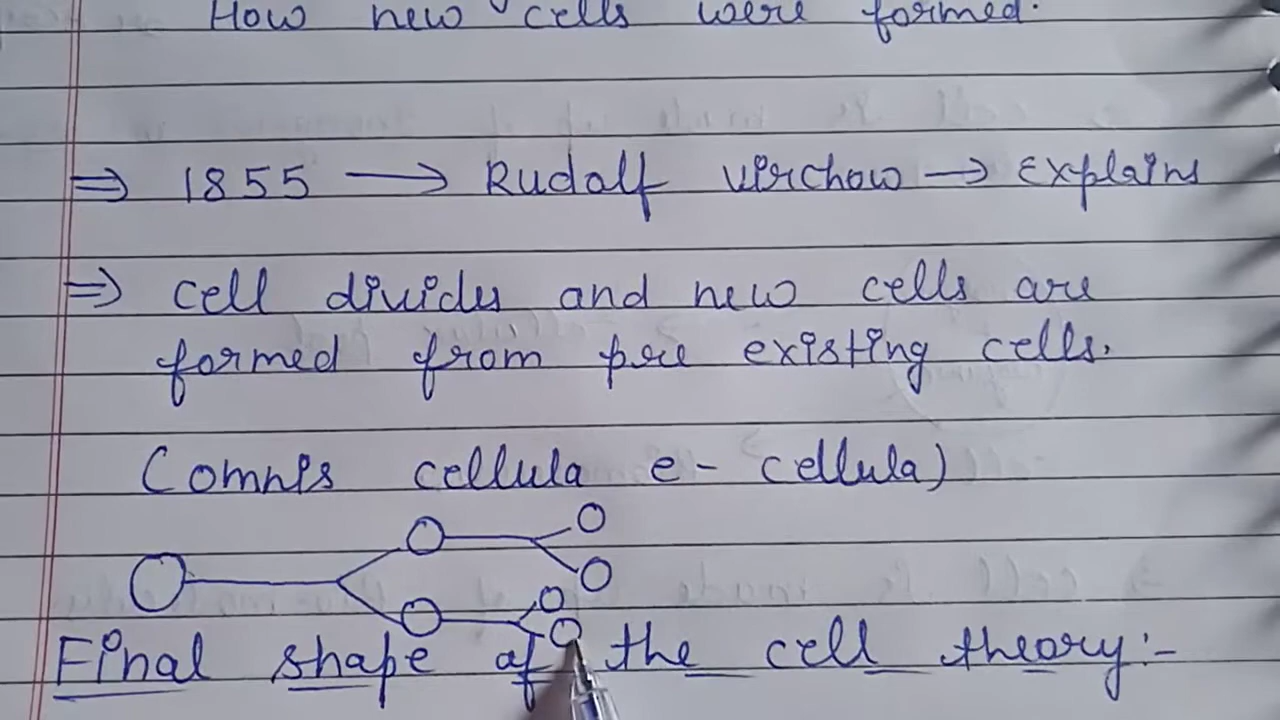 How new cells were formed.
⇒ 1855 → Rudolf virchow → Explains
⇒ cell divides and new cells are
formed from pre existing cells.
(omnis cellula e- cellula)
Final shape of the cell theory:-